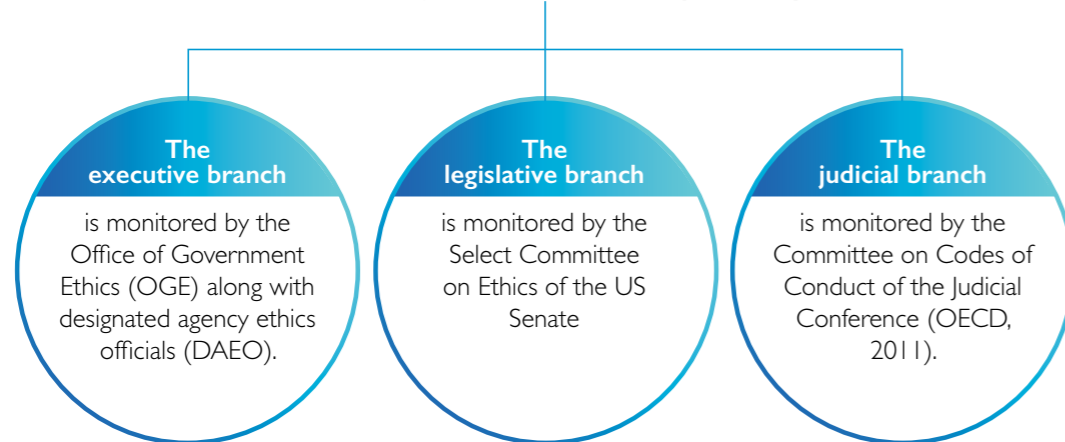 The
executive branch
is monitored by the
Office of Government
Ethics (OGE) along with
designated agency ethics
officials (DAEO).
The
legislative branch
is monitored by the
Select Committee
on Ethics of the US
Senate
The
judicial branch
is monitored by the
Committee on Codes of
Conduct of the Judicial
Conference (OECD,
2011).